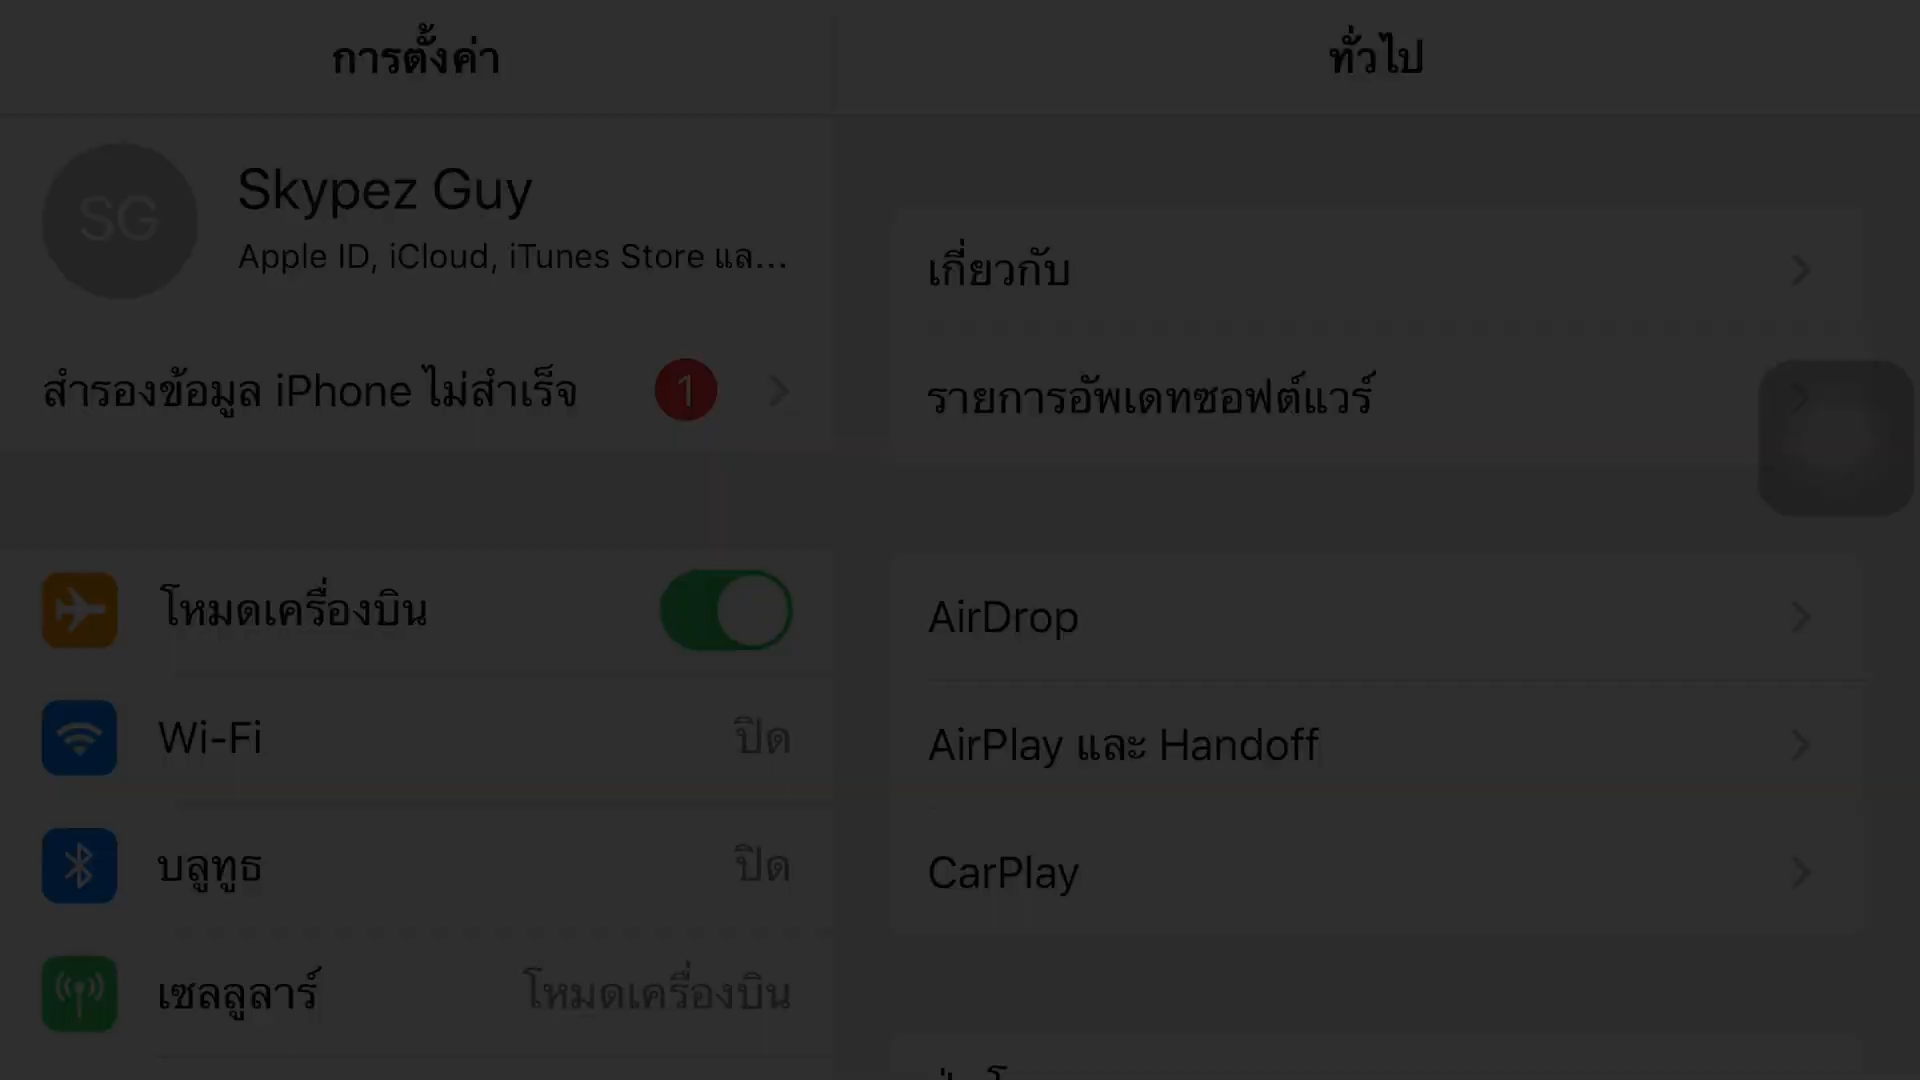 การตั้งค่า
SG
Skypez Guy
Apple ID, iCloud, iTunes Store แล...
สำรองข้อมูล iPhone ไม่สำเร็จ
1
โหมดเครื่องบิน
Wi-Fi
ปิด
บลูทูธ
ปิด
เซลลูลาร์
โหมดเครื่องบิน
ทั่วไป
เกี่ยวกับ
รายการอัพเดทซอฟต์แวร์
AirDrop
AirPlay และ Handoff
CarPlay